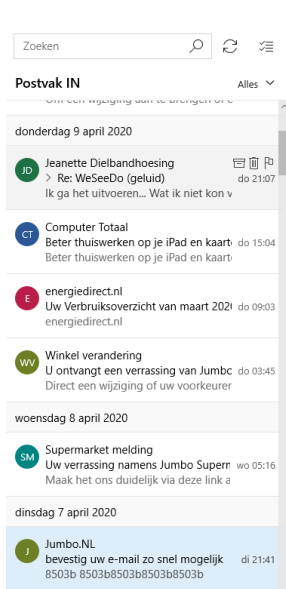 Zoeken
Postvak IN
Alles
donderdag 9 april 2020
JD
Jeanette Dielbandhoesing
> Re: WeSeeDo (geluid)
do 21:07
Ik ga het uitvoeren... Wat ik niet kon v
CT
Computer Totaal
Beter thuiswerken op je iPad en kaart
do 15:04
Beter thuiswerken op je iPad en kaart
E
energiedirect.nl
Uw Verbruiksoverzicht van maart 202
do 09:03
energiedirect.nl
WV
Winkel verandering
U ontvangt een verrassing van Jumbo
do 03:45
Direct een wijziging of uw voorkeuren
woensdag 8 april 2020
SM
Supermarket melding
Uw verrassing namens Jumbo Superm
wo 05:16
Maak het ons duidelijk via deze link a
dinsdag 7 april 2020
J
Jumbo.NL
bevestig uw e-mail zo snel mogelijk
di 21:41
8503b 8503b8503b8503b8503b